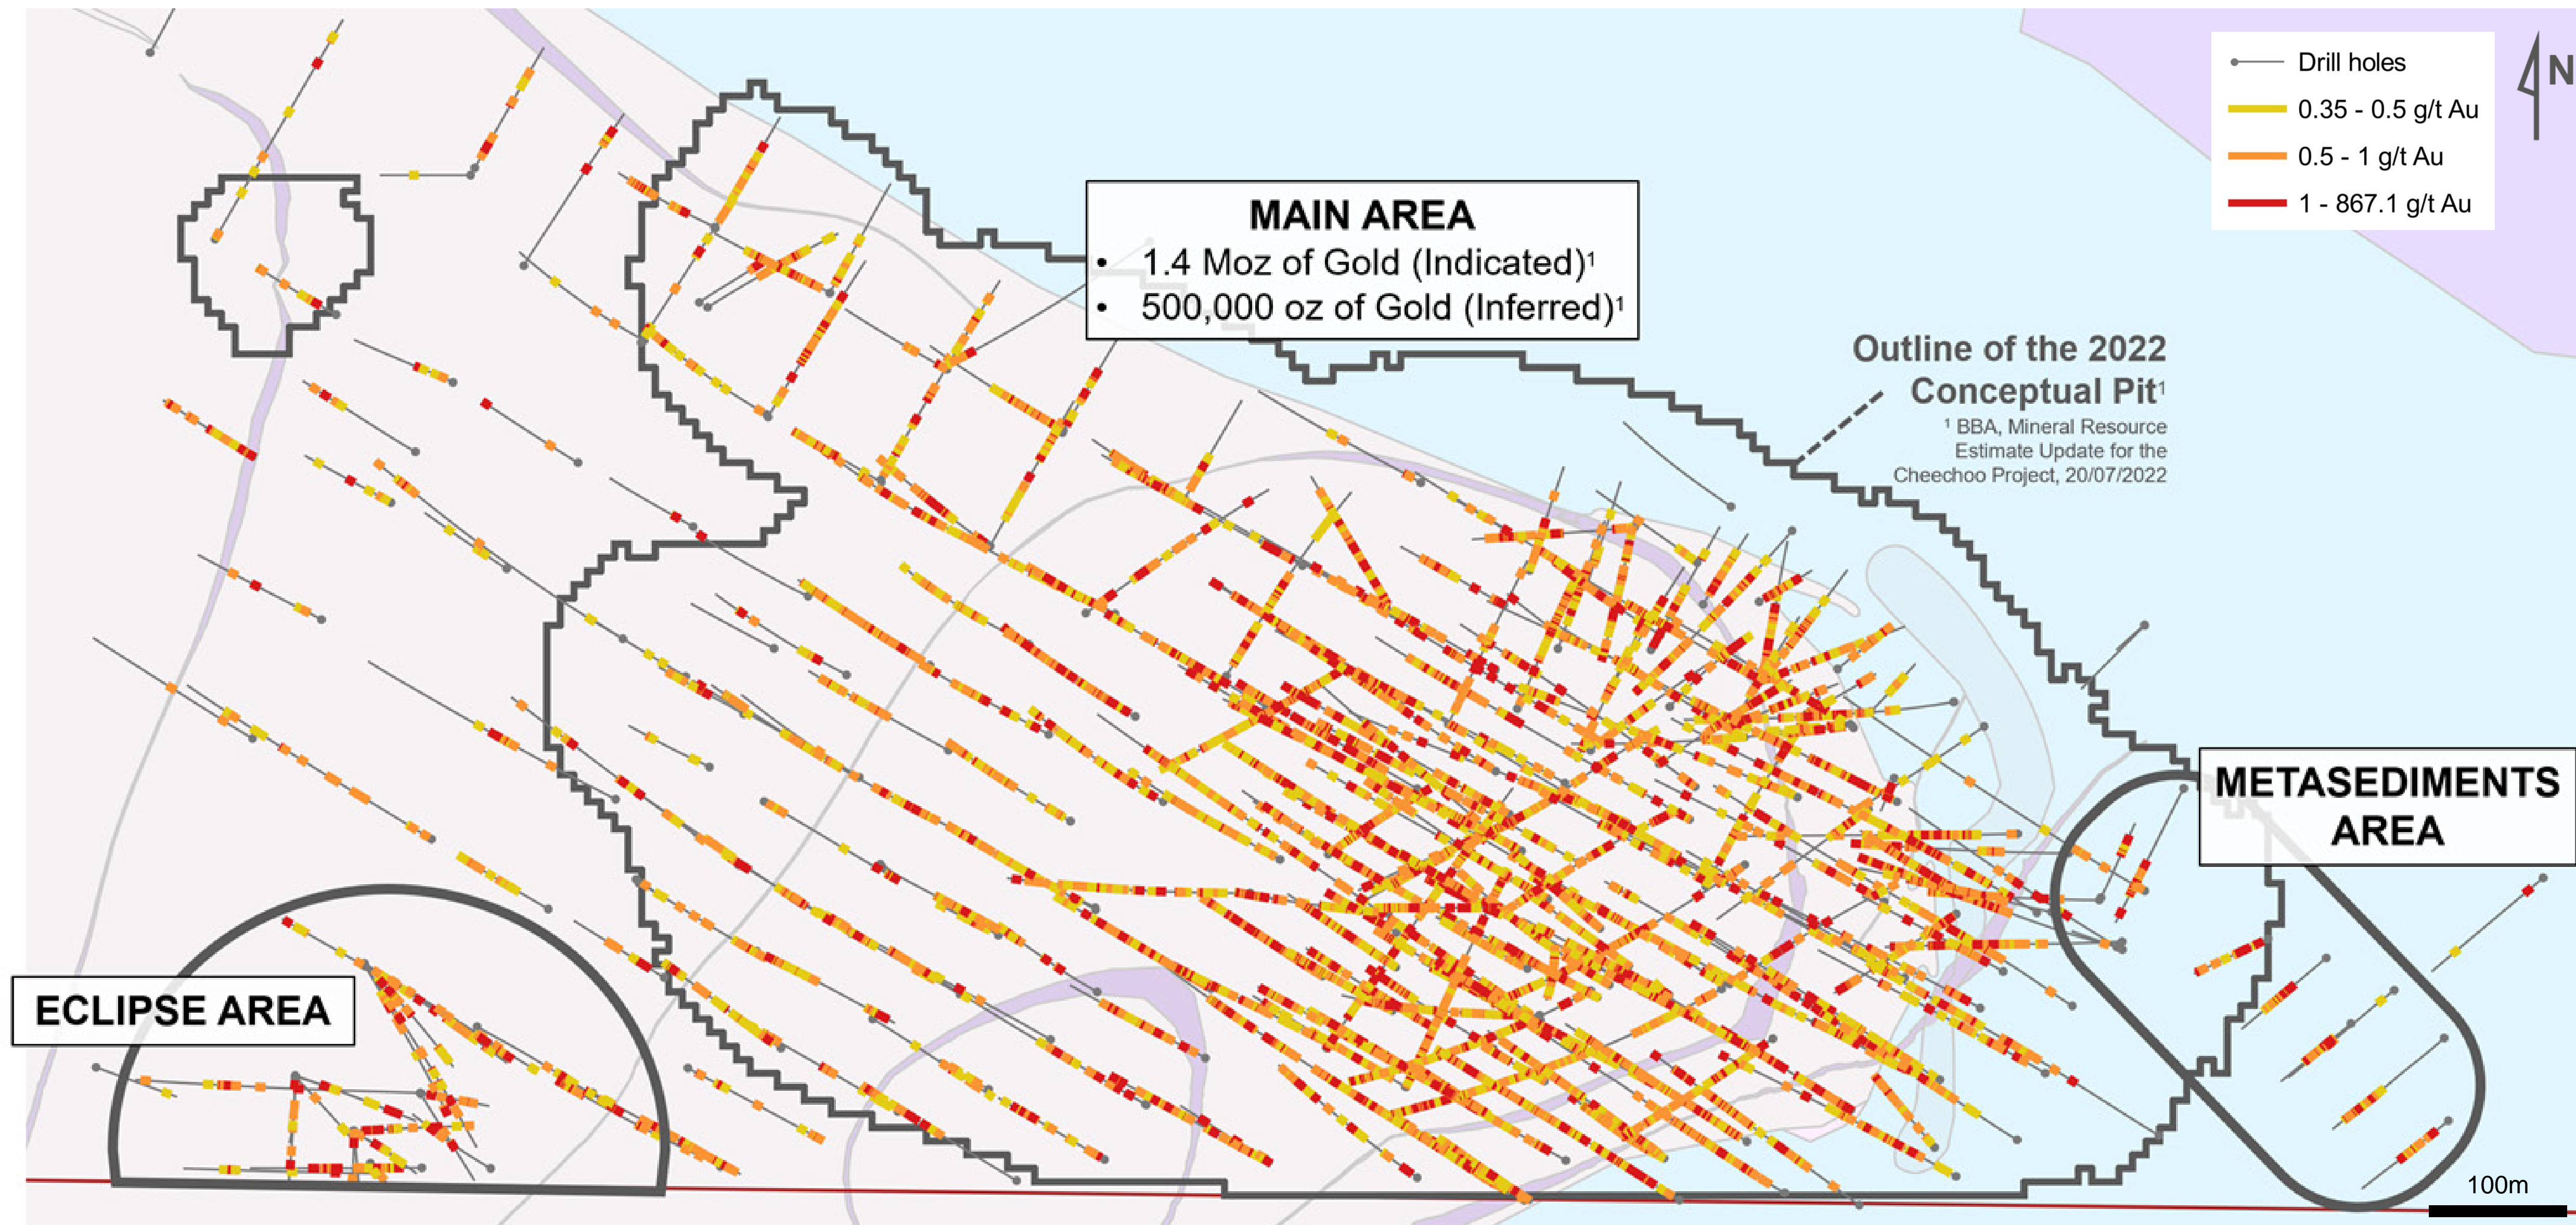 Drill holes
0.35 - 0.5 g/t Au
0.5 - 1 g/t Au
1 - 867.1 g/t Au
N
MAIN AREA
• 1.4 Moz of Gold (Indicated)¹
• 500,000 oz of Gold (Inferred)¹
Outline of the 2022
Conceptual Pit¹
¹ BBA, Mineral Resource
Estimate Update for the
Cheechoo Project, 20/07/2022
METASEDIMENTS
AREA
ECLIPSE AREA
100m